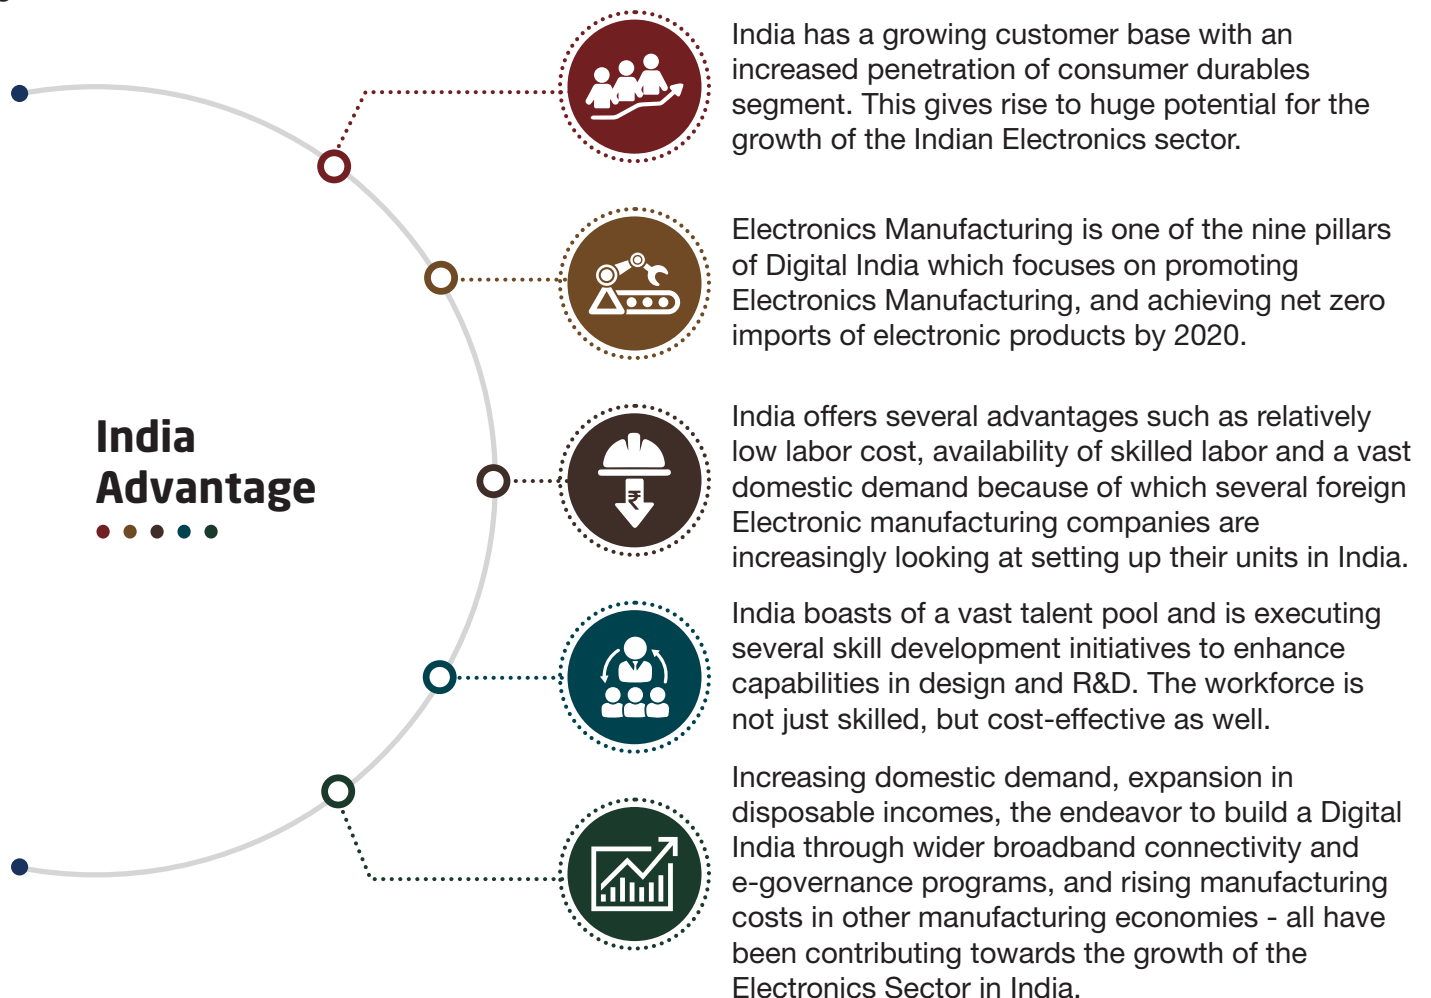 India has a growing customer base with an
increased penetration of consumer durables
segment. This gives rise to huge potential for the
growth of the Indian Electronics sector.
Electronics Manufacturing is one of the nine pillars
of Digital India which focuses on promoting
Electronics Manufacturing, and achieving net zero
imports of electronic products by 2020.
India
Advantage
India offers several advantages such as relatively
low labor cost, availability of skilled labor and a vast
domestic demand because of which several foreign
Electronic manufacturing companies are
increasingly looking at setting up their units in India.
₹
India boasts of a vast talent pool and is executing
several skill development initiatives to enhance
capabilities in design and R&D. The workforce is
not just skilled, but cost-effective as well.
Increasing domestic demand, expansion in
disposable incomes, the endeavor to build a Digital
India through wider broadband connectivity and
e-governance programs, and rising manufacturing
costs in other manufacturing economies - all have
been contributing towards the growth of the
Electronics Sector in India.